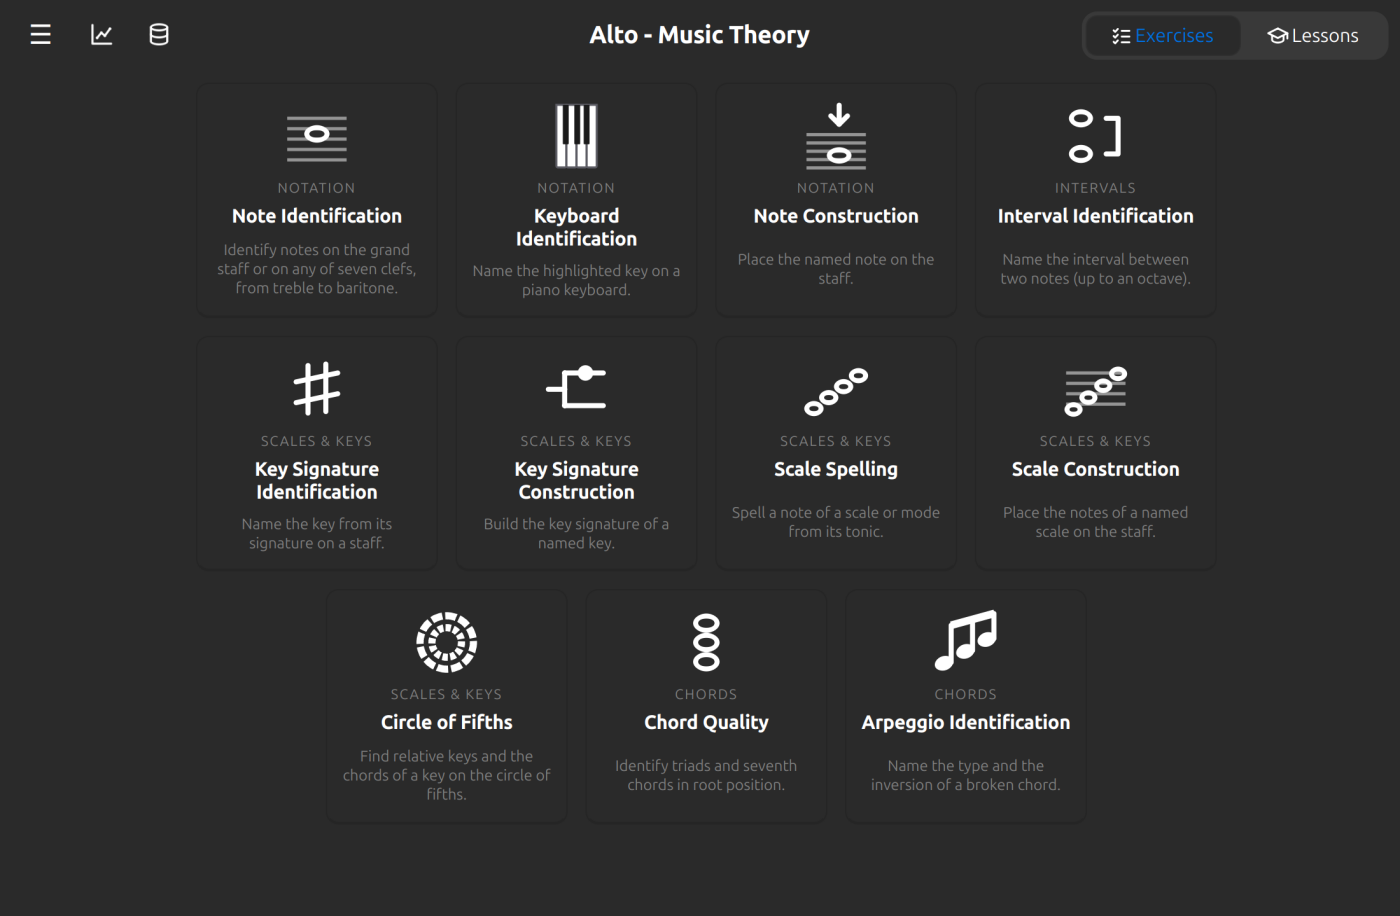 Alto - Music Theory
Exercises
Lessons
NOTATION
Note Identification
Identify notes on the grand
staff or on any of seven clefs,
from treble to baritone.
NOTATION
Keyboard
Identification
Name the highlighted key on a
piano keyboard.
NOTATION
Note Construction
Place the named note on the
staff.
INTERVALS
Interval Identification
Name the interval between
two notes (up to an octave).
SCALES & KEYS
Key Signature
Identification
Name the key from its
signature on a staff.
SCALES & KEYS
Key Signature
Construction
Build the key signature of a
named key.
SCALES & KEYS
Scale Spelling
Spell a note of a scale or mode
from its tonic.
SCALES & KEYS
Scale Construction
Place the notes of a named
scale on the staff.
SCALES & KEYS
Circle of Fifths
Find relative keys and the
chords of a key on the circle of
fifths.
CHORDS
Chord Quality
Identify triads and seventh
chords in root position.
CHORDS
Arpeggio Identification
Name the type and the
inversion of a broken chord.